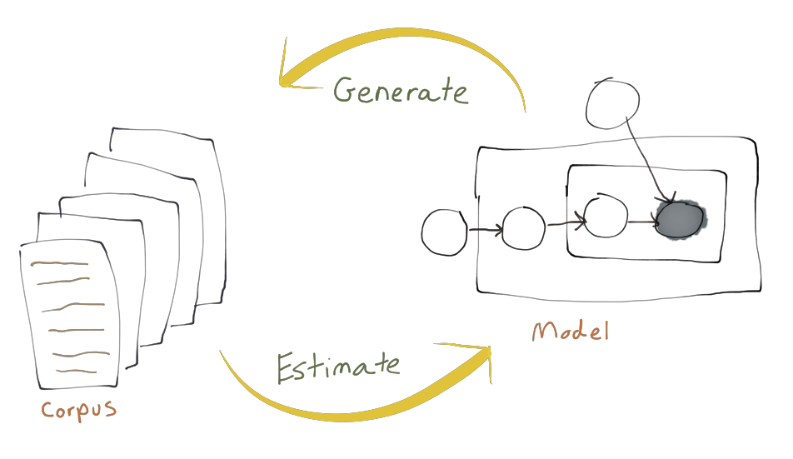 Generate
Model
Estimate
Corpus